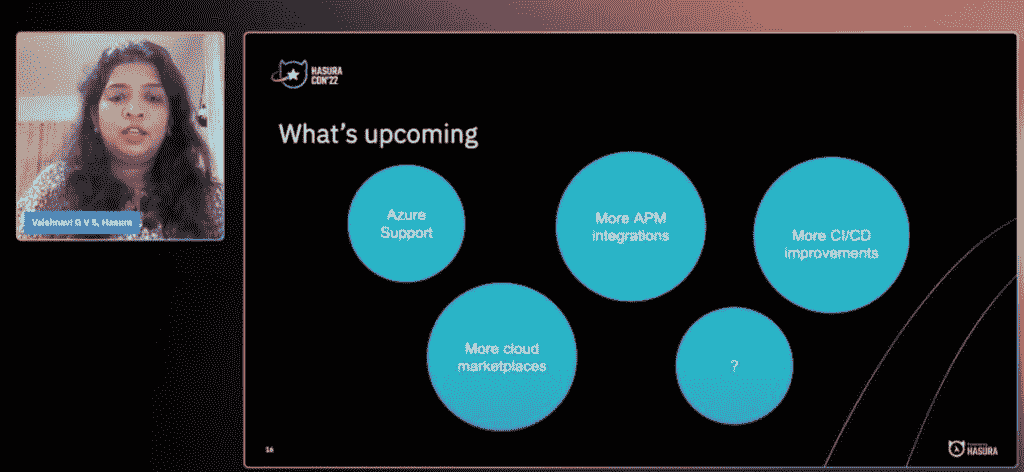 HASURA
CON'22
What's upcoming
Azure
Support
More APM
integrations
More CI/CD
improvements
More cloud
marketplaces
?
Vaishnavi G V S, Hasura
16
HASURA